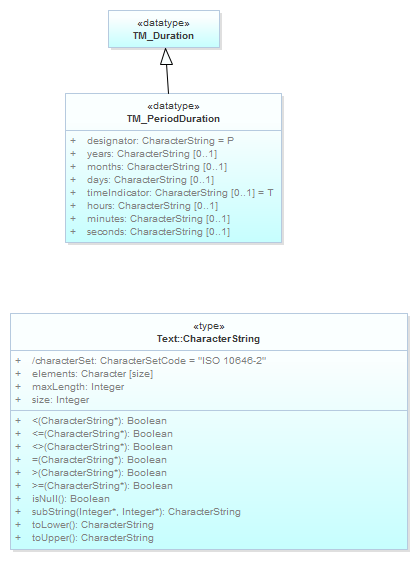 «datatype»
TM_Duration
«datatype»
TM_PeriodDuration
+ designator: CharacterString = P
+ years: CharacterString [0..1]
+ months: CharacterString [0..1]
+ days: CharacterString [0..1]
+ timeIndicator: CharacterString [0..1] = T
+ hours: CharacterString [0..1]
+ minutes: CharacterString [0..1]
+ seconds: CharacterString [0..1]
«type»
Text::CharacterString
+ /characterSet: CharacterSetCode = "ISO 10646-2"
+ elements: Character [size]
+ maxLength: Integer
+ size: Integer
+ <(CharacterString*): Boolean
+ <=(CharacterString*): Boolean
+ <>(CharacterString*): Boolean
+ =(CharacterString*): Boolean
+ >(CharacterString*): Boolean
+ >=(CharacterString*): Boolean
+ isNull(): Boolean
+ subString(Integer*, Integer*): CharacterString
+ toLower(): CharacterString
+ toUpper(): CharacterString